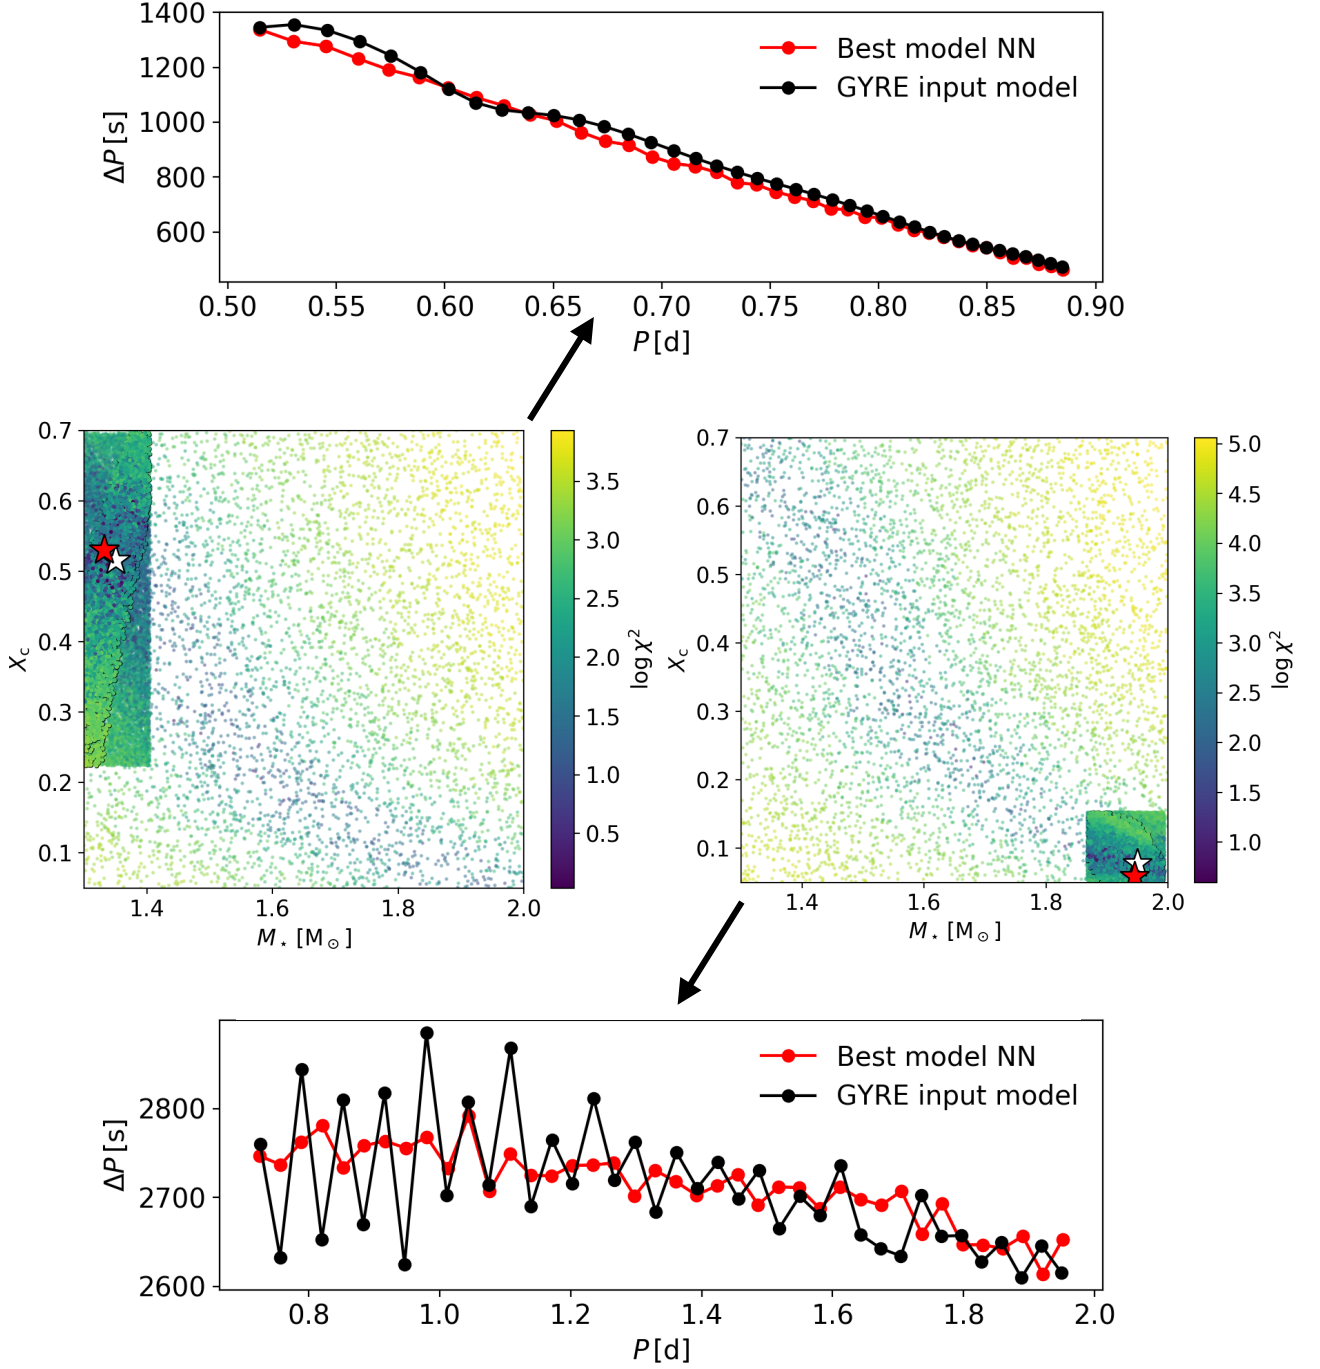 1400
1200
1000
800
600
ΔP [s]
Best model NN
GYRE input model
0.50 0.55 0.60 0.65 0.70 0.75 0.80 0.85 0.90
P [d]
0.7
0.6
0.5
0.4
0.3
0.2
0.1
X_c
1.4 1.6 1.8 2.0
M_⋆ [M_⊙]
3.5
3.0
2.5
2.0
1.5
1.0
0.5
log χ²
0.7
0.6
0.5
0.4
0.3
0.2
0.1
X_c
1.4 1.6 1.8 2.0
M_⋆ [M_⊙]
5.0
4.5
4.0
3.5
3.0
2.5
2.0
1.5
1.0
log χ²
2800
2700
2600
ΔP [s]
Best model NN
GYRE input model
0.8 1.0 1.2 1.4 1.6 1.8 2.0
P [d]